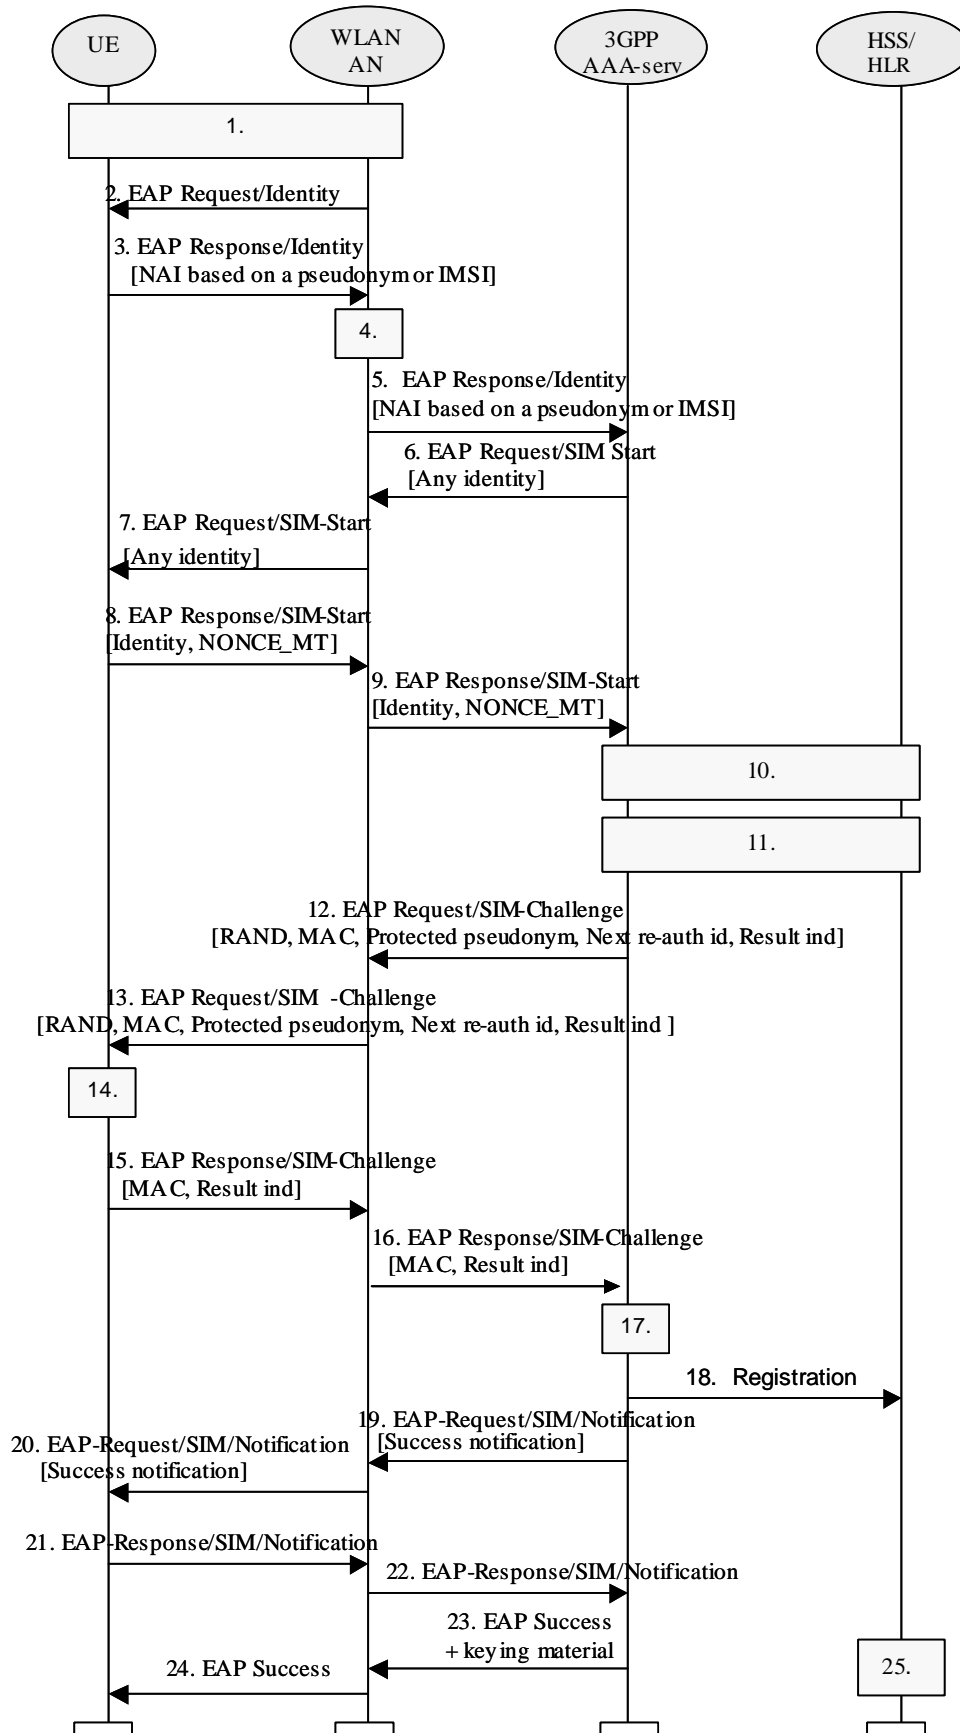 UE
WLAN
AN
3GPP
AAA-serv
HSS/
HLR
1.
2. EAP Request/Identity
3. EAP Response/Identity
[NAI based on a pseudonym or IMSI]
4.
5. EAP Response/Identity
[NAI based on a pseudonym or IMSI]
6. EAP Request/SIM Start
[Any identity]
7. EAP Request/SIM-Start
[Any identity]
8. EAP Response/SIM-Start
[Identity, NONCE_MT]
9. EAP Response/SIM-Start
[Identity, NONCE_MT]
10.
11.
12. EAP Request/SIM-Challenge
[RAND, MAC, Protected pseudonym, Next re-auth id, Result ind]
13. EAP Request/SIM -Challenge
[RAND, MAC, Protected pseudonym, Next re-auth id, Result ind ]
14.
15. EAP Response/SIM-Challenge
[MAC, Result ind]
16. EAP Response/SIM-Challenge
[MAC, Result ind]
17.
18. Registration
19. EAP-Request/SIM/Notification
[Success notification]
20. EAP-Request/SIM/Notification
[Success notification]
21. EAP-Response/SIM/Notification
22. EAP-Response/SIM/Notification
23. EAP Success
+ keying material
24. EAP Success
25.